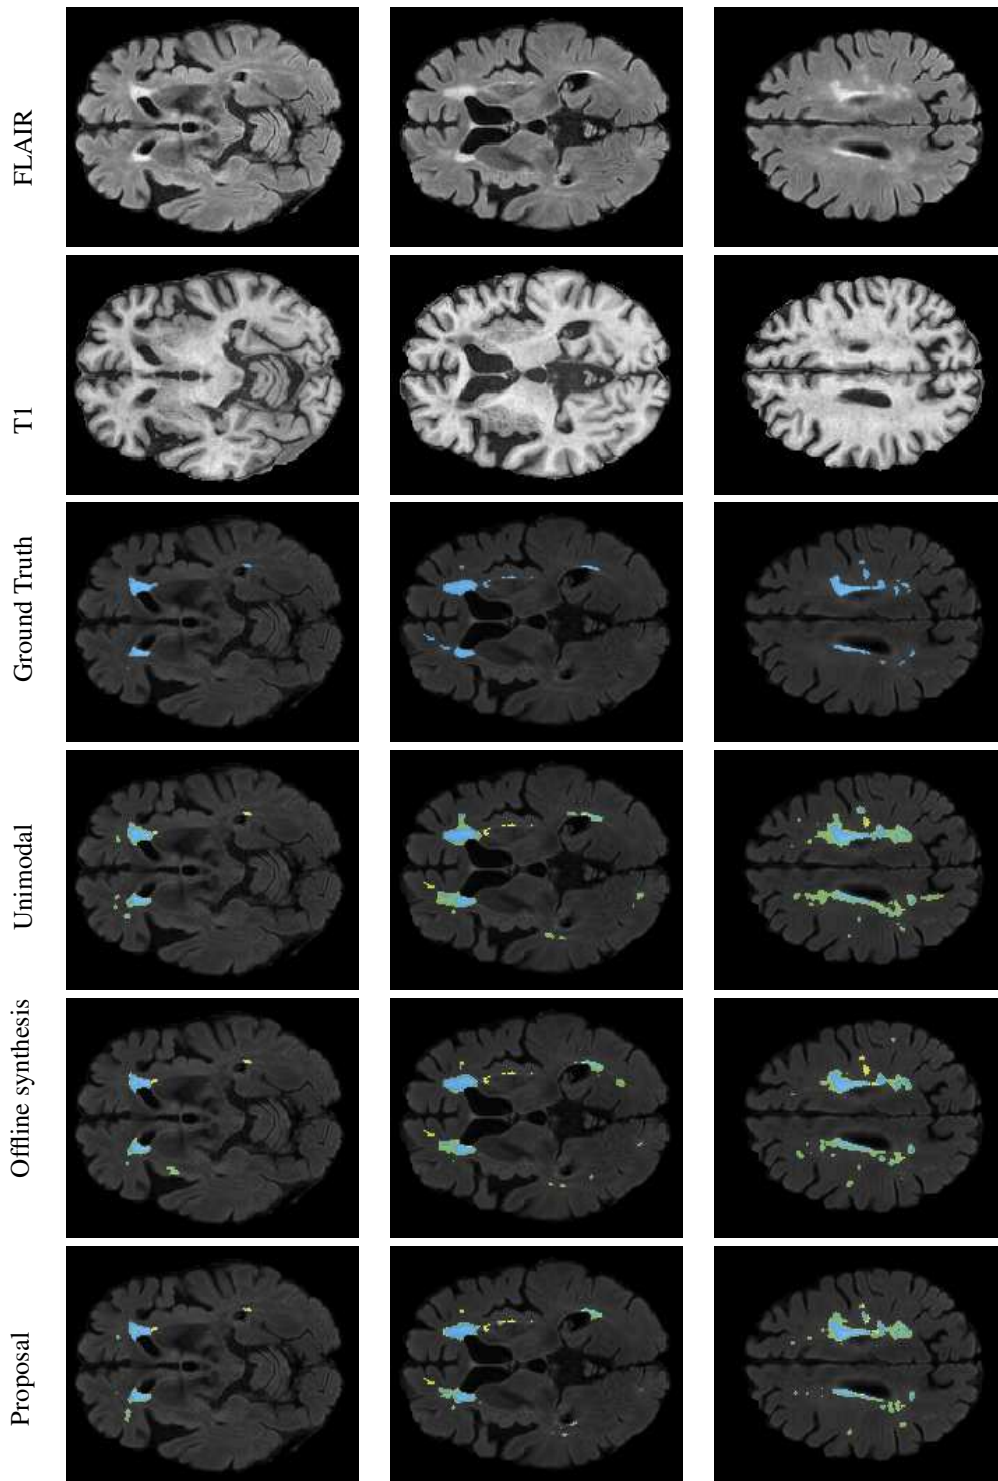 FLAIR
T1
Ground Truth
Unimodal
Offline synthesis
Proposal